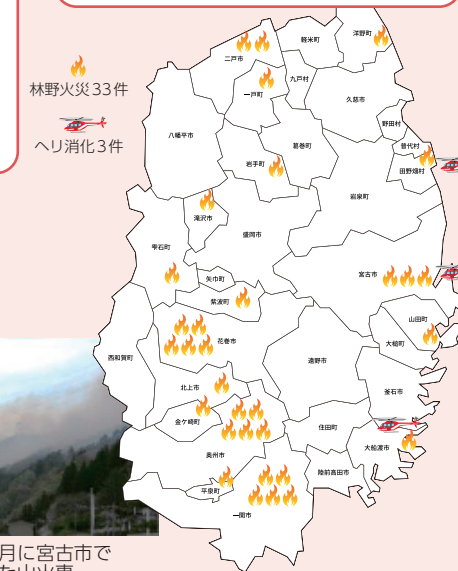 林野火災33件
ヘリ消化3件
洋野町
軽米町
二戸市
九戸村
一戸町
久慈市
野田村
八幡平市
葛巻町
普代村
岩手町
田野畑村
岩泉町
滝沢市
盛岡市
雫石町
宮古市
矢巾町
紫波町
山田町
大槌町
花巻市
西和賀町
遠野市
北上市
釜石市
金ケ崎町
住田町
大船渡市
奥州市
陸前高田市
平泉町
一関市
月に宮古市で
た山火事